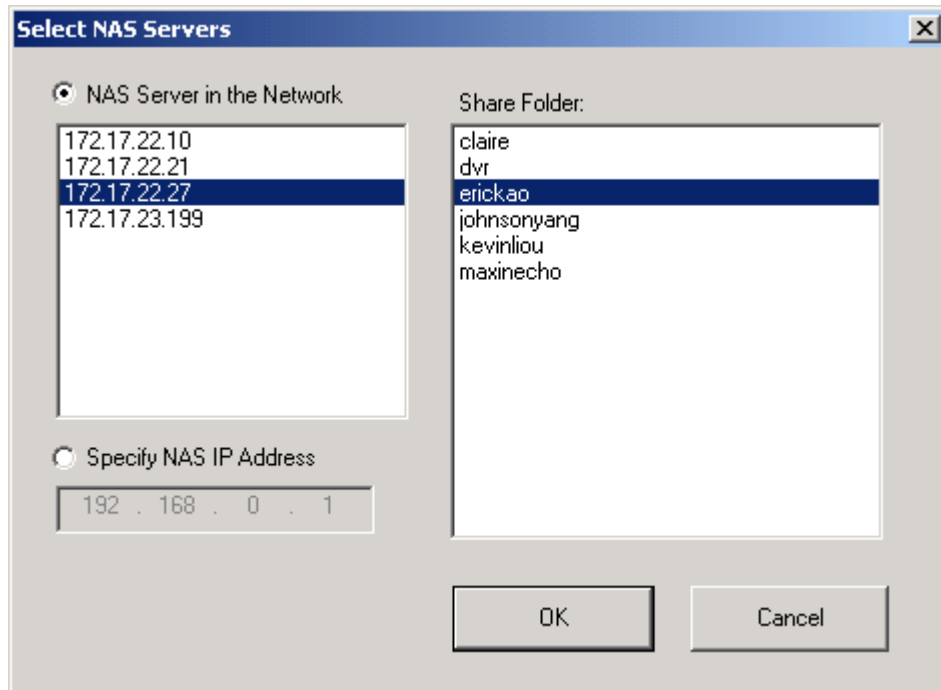 Select NAS Servers
NAS Server in the Network
172.17.22.10
172.17.22.21
172.17.22.27
172.17.23.199
Specify NAS IP Address
192 . 168 . 0 . 1
Share Folder:
claire
dvr
erickao
johnsonyang
kevinliou
maxinecho
OK
Cancel